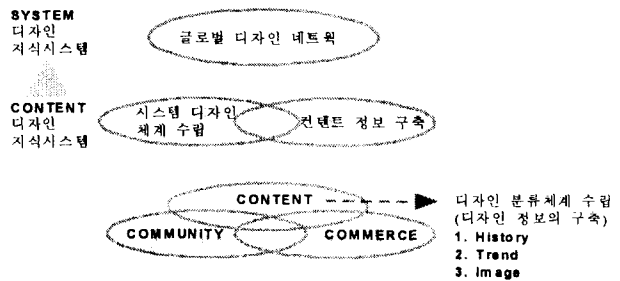 SYSTEM
디자인
지식시스템
글로벌 디자인 네트웍
CONTENT
디자인
지식시스템
시스템 디자인
체계 수립
컨텐트 정보 구축
CONTENT
COMMUNITY
COMMERCE
디자인 분류체계 수립
(디자인 정보의 구축)
1. History
2. Trend
3. Image